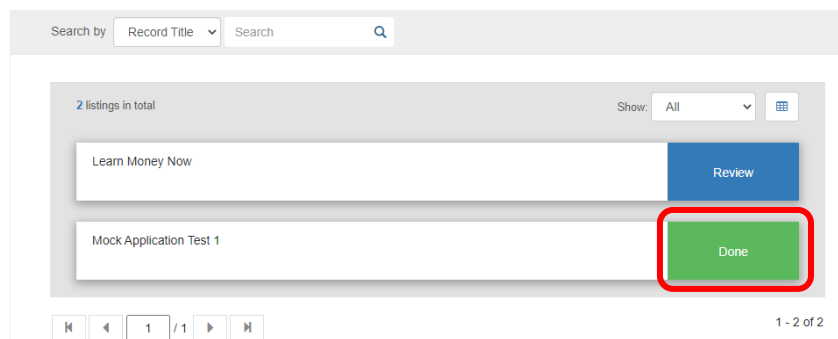 Search by Record Title Search
2 listings in total Show: All
Learn Money Now Review
Mock Application Test 1 Done
1 / 1 1 - 2 of 2